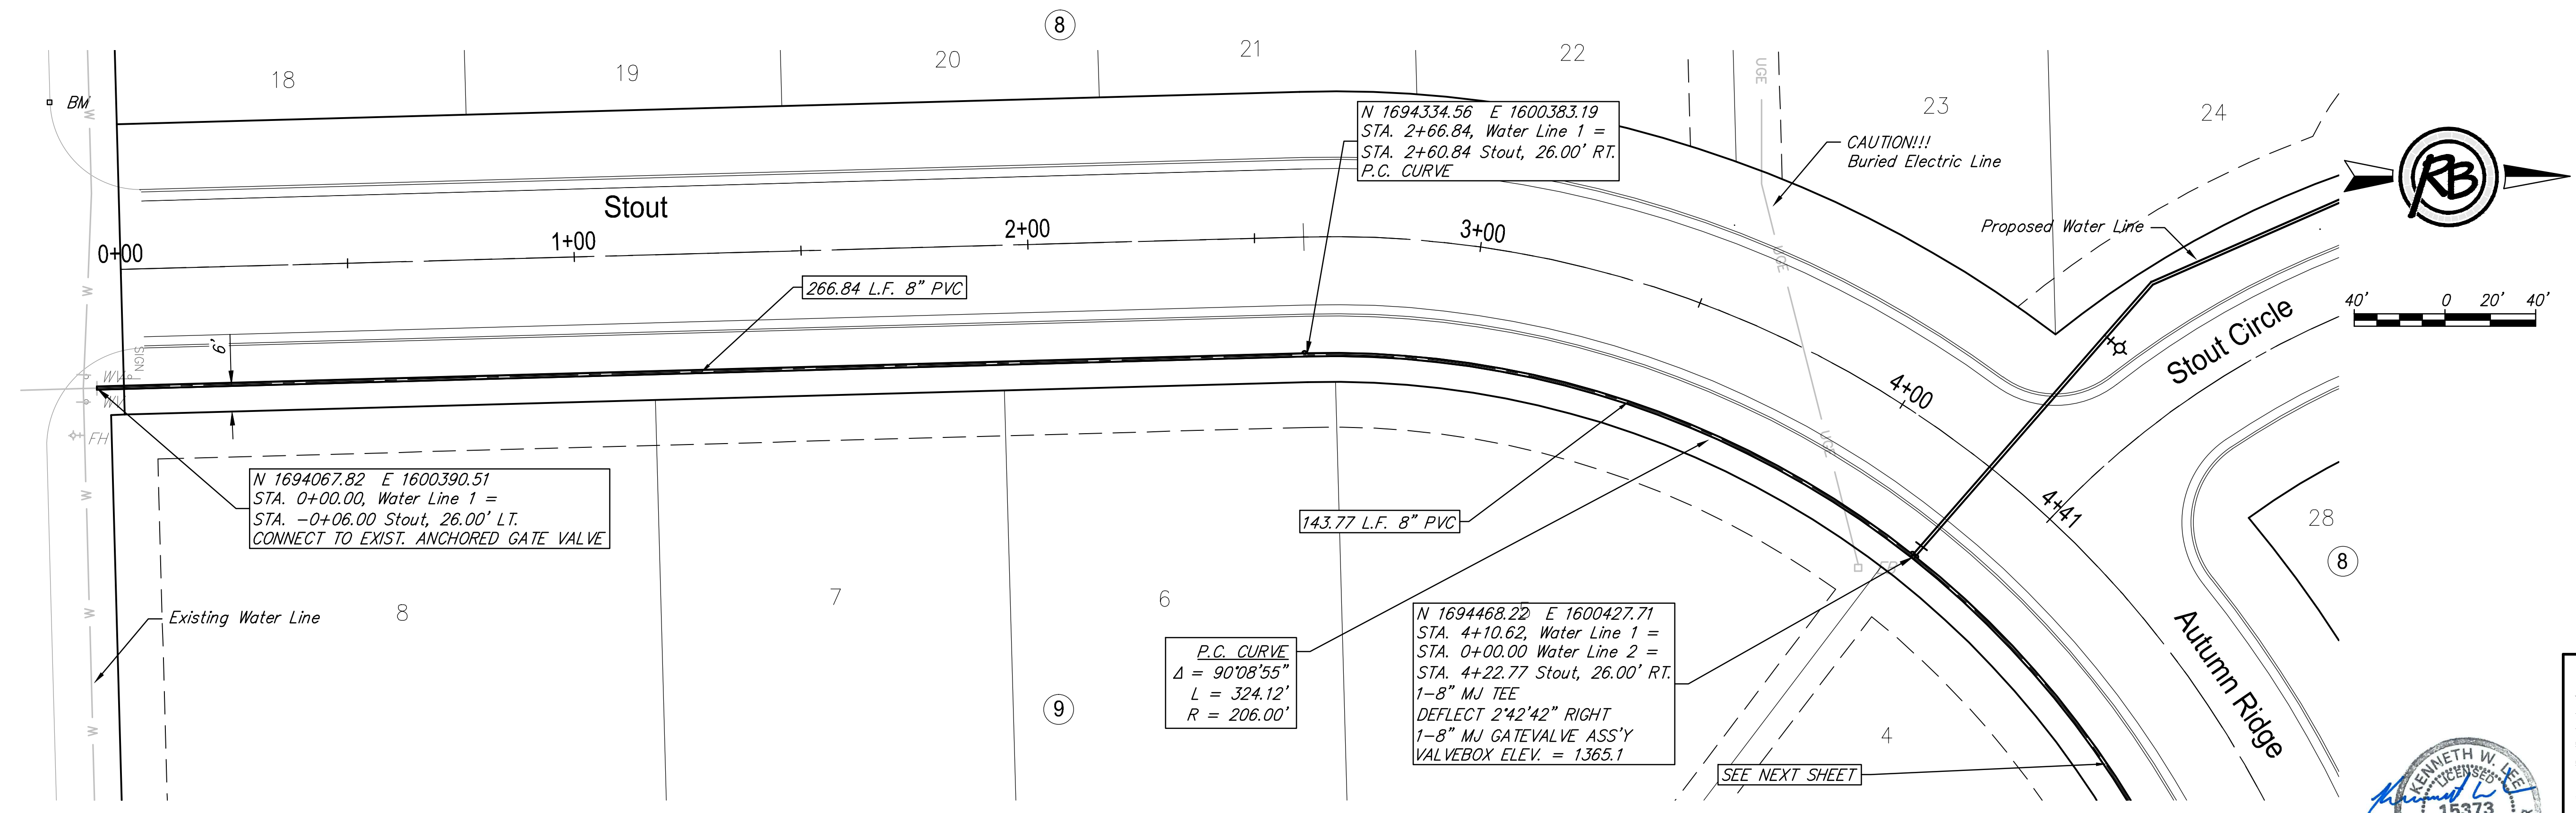 8
18
19
20
21
22
23
24
BM
W
UGE
N 1694334.56 E 1600383.19
STA. 2+66.84, Water Line 1 =
STA. 2+60.84 Stout, 26.00' RT.
P.C. CURVE
CAUTION!!!
Buried Electric Line
RB
Stout
Proposed Water Line
0+00
1+00
2+00
3+00
UGE
266.84 L.F. 8" PVC
W
40'
0
20'
40'
6'
SIGN
WV
WV
Stout Circle
4+00
FH
UGE
N 1694067.82 E 1600390.51
STA. 0+00.00, Water Line 1 =
STA. -0+06.00 Stout, 26.00' LT.
CONNECT TO EXIST. ANCHORED GATE VALVE
W
143.77 L.F. 8" PVC
4+41
28
8
Existing Water Line
W
8
7
6
N 1694468.22 E 1600427.71
STA. 4+10.62, Water Line 1 =
STA. 0+00.00 Water Line 2 =
STA. 4+22.77 Stout, 26.00' RT.
1-8" MJ TEE
DEFLECT 2°42'42" RIGHT
1-8" MJ GATEVALVE ASS'Y
VALVEBOX ELEV. = 1365.1
5
P.C. CURVE
Δ = 90°08'55"
L = 324.12'
R = 206.00'
Autumn Ridge
9
W
4
SEE NEXT SHEET
KENNETH W. LEE
LICENSED
15373